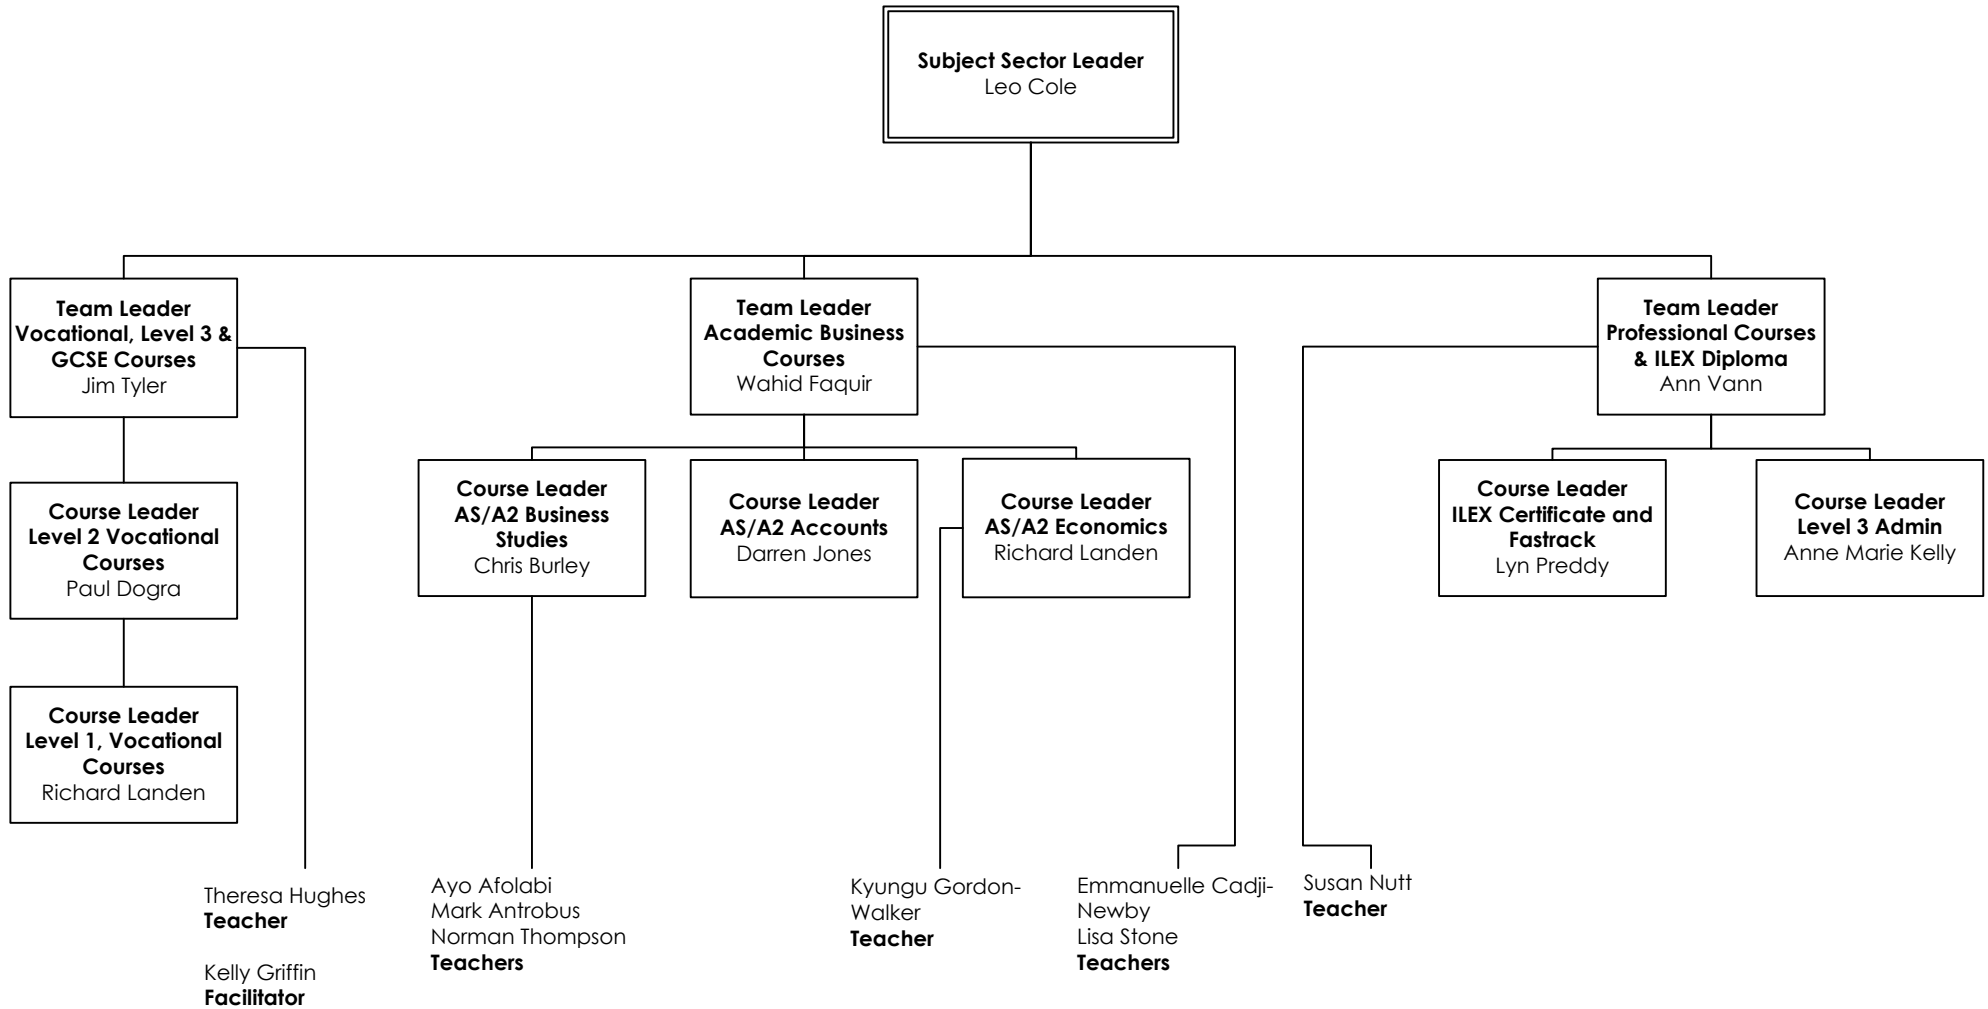 Subject Sector Leader
Leo Cole
Team Leader
Vocational, Level 3 &
GCSE Courses
Jim Tyler
Team Leader
Academic Business
Courses
Wahid Faquir
Team Leader
Professional Courses
& ILEX Diploma
Ann Vann
Course Leader
Level 2 Vocational
Courses
Paul Dogra
Course Leader
AS/A2 Business
Studies
Chris Burley
Course Leader
AS/A2 Accounts
Darren Jones
Course Leader
AS/A2 Economics
Richard Landen
Course Leader
ILEX Certificate and
Fastrack
Lyn Preddy
Course Leader
Level 3 Admin
Anne Marie Kelly
Course Leader
Level 1, Vocational
Courses
Richard Landen
Theresa Hughes
Teacher
Kelly Griffin
Facilitator
Ayo Afolabi
Mark Antrobus
Norman Thompson
Teachers
Kyungu Gordon-
Walker
Teacher
Emmanuelle Cadji-
Newby
Lisa Stone
Teachers
Susan Nutt
Teacher